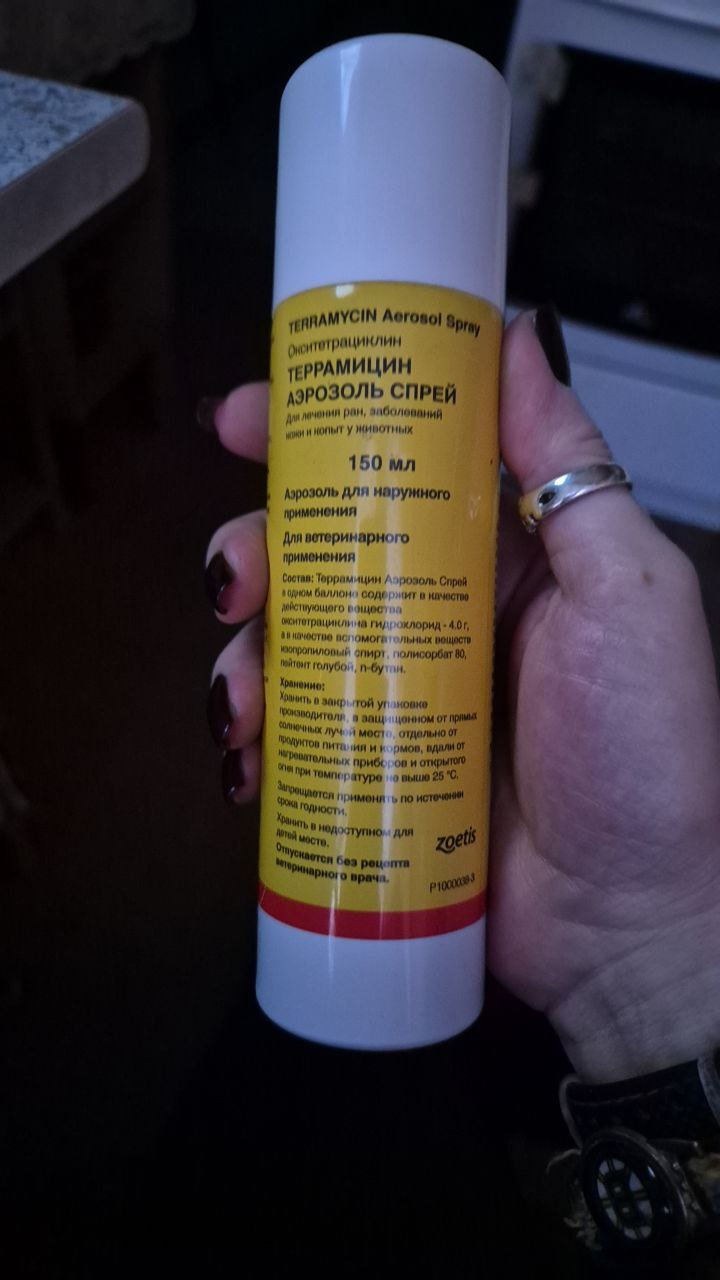 TERRAMYCIN Aerosol Spray
Окситетрациклин
ТЕРРАМИЦИН
АЭРОЗОЛЬ СПРЕЙ
Для лечения ран, заболеваний
кожи и копыт у животных
150 мл
Аэрозоль для наружного
применения
Для ветеринарного
применения
Состав: Террамицин Аэрозоль Спрей
в одном баллоне содержит в качестве
действующего вещества
окситетрациклина гидрохлорид - 4.0 г,
а в качестве вспомогательных веществ
изопропиловый спирт, полисорбат 80,
пейтент голубой, n-бутан.
Хранение:
Хранить в закрытой упаковке
производителя, в защищенном от прямых
солнечных лучей месте, отдельно от
продуктов питания и кормов, вдали от
нагревательных приборов и открытого
огня при температуре не выше 25 °С.
Запрещается применять по истечении
срока годности.
Хранить в недоступном для
детей месте.
Отпускается без рецепта
ветеринарного врача.
zoetis
P1000038-3